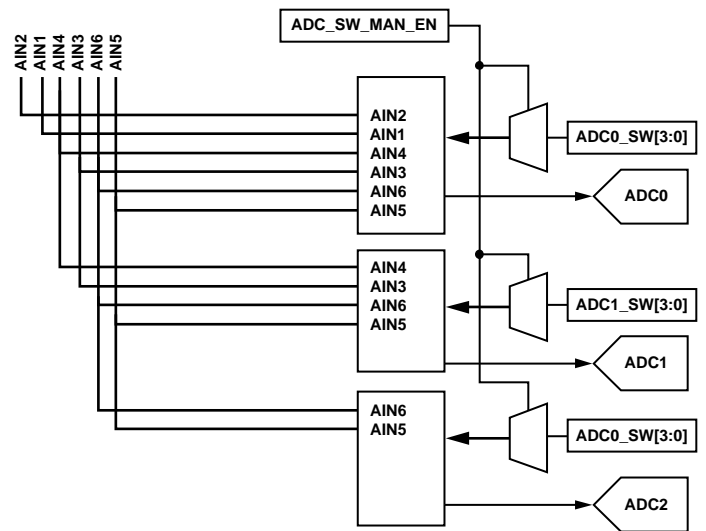 ADC_SW_MAN_EN
AIN2
AIN1
AIN4
AIN3
AIN6
AIN5
AIN2
AIN1
AIN4
AIN3
AIN6
AIN5
ADC0_SW[3:0]
ADC0
AIN4
AIN3
AIN6
AIN5
ADC1_SW[3:0]
ADC1
AIN6
AIN5
ADC0_SW[3:0]
ADC2